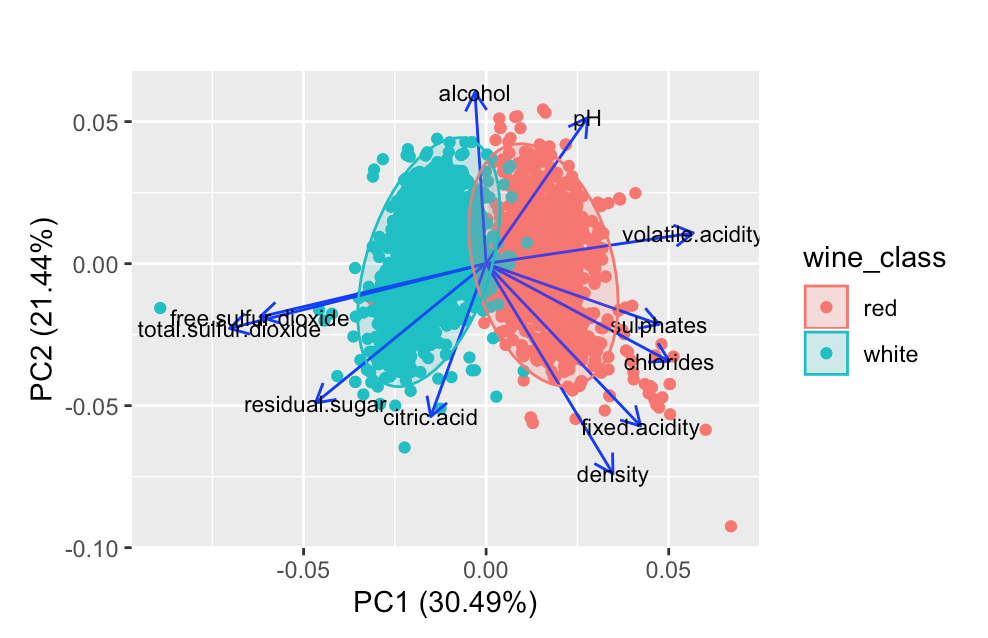 alcohol
pH
0.05
volatile.acidity
wine_class
0.00
red
free.sulfur.dioxide
total.sulfur.dioxide
sulphates
white
chlorides
residual.sugar
citric.acid
-0.05
fixed.acidity
density
-0.10
-0.05
0.00
0.05
PC1 (30.49%)
PC2 (21.44%)